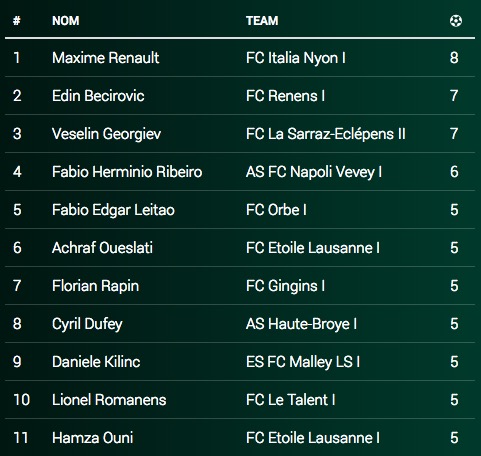 # NOM TEAM
1 Maxime Renault FC Italia Nyon I 8
2 Edin Becirovic FC Renens I 7
3 Veselin Georgiev FC La Sarraz-Eclépens II 7
4 Fabio Herminio Ribeiro AS FC Napoli Vevey I 6
5 Fabio Edgar Leitao FC Orbe I 5
6 Achraf Oueslati FC Etoile Lausanne I 5
7 Florian Rapin FC Gingins I 5
8 Cyril Dufey AS Haute-Broye I 5
9 Daniele Kilinc ES FC Malley LS I 5
10 Lionel Romanens FC Le Talent I 5
11 Hamza Ouni FC Etoile Lausanne I 5